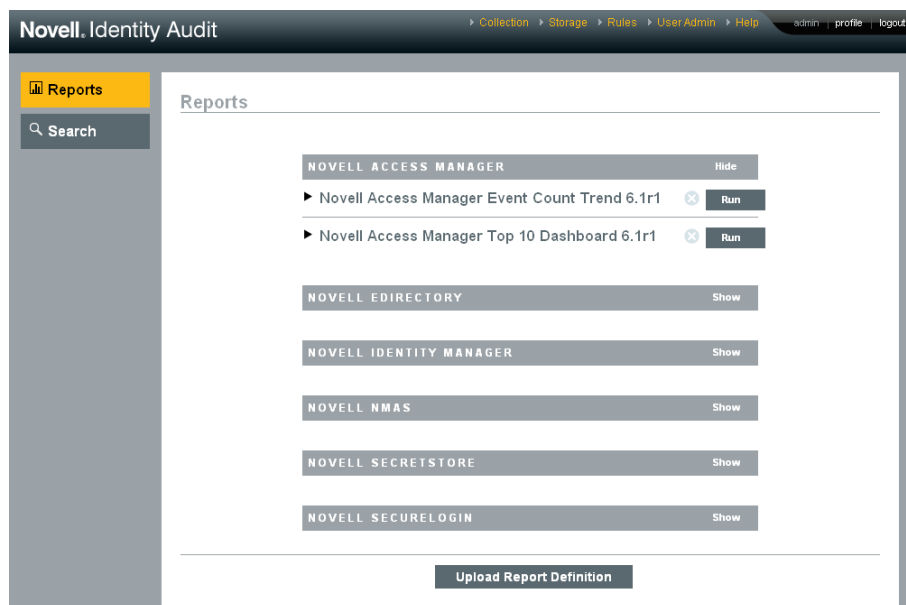 Novell. Identity Audit
Collection Storage Rules User Admin Help admin profile logout
Reports
Search
Reports
NOVELL ACCESS MANAGER Hide
Novell Access Manager Event Count Trend 6.1r1 Run
Novell Access Manager Top 10 Dashboard 6.1r1 Run
NOVELL EDIRECTORY Show
NOVELL IDENTITY MANAGER Show
NOVELL NMAS Show
NOVELL SECRETSTORE Show
NOVELL SECURELOGIN Show
Upload Report Definition